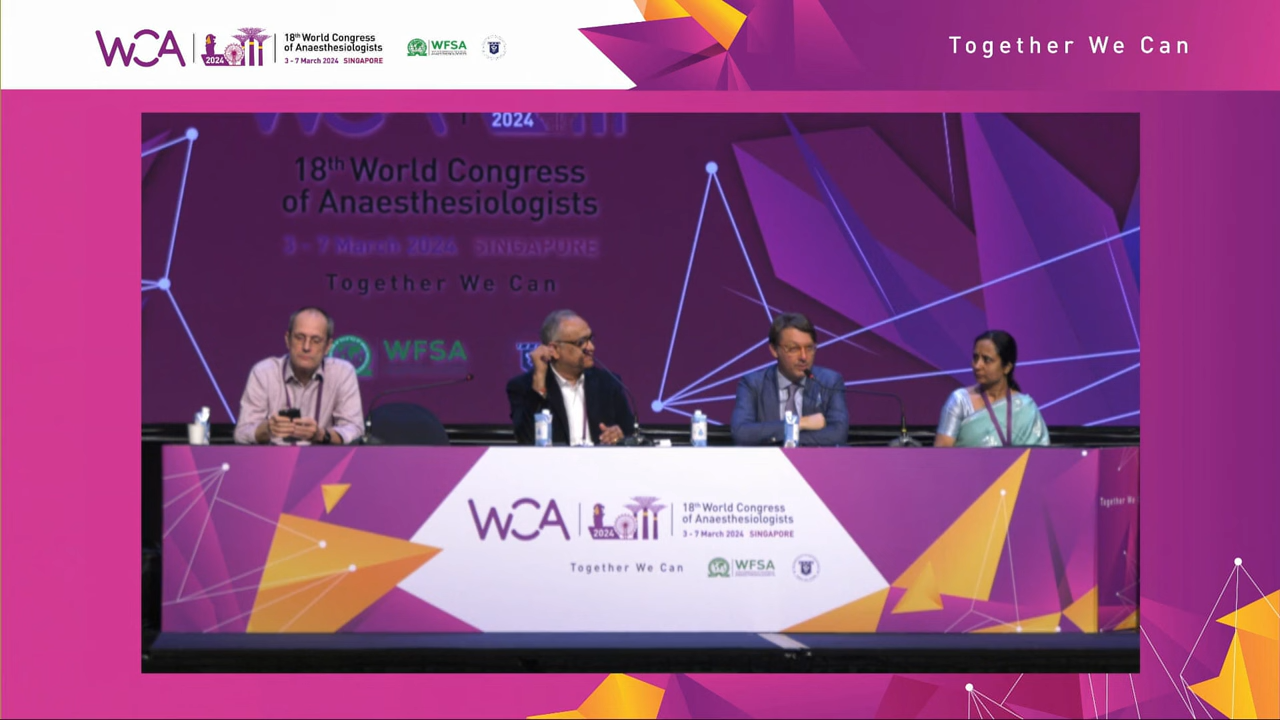 WCA
2024
18th World Congress
of Anaesthesiologists
3 - 7 March 2024 SINGAPORE
WFSA
Together We Can
2024
18th World Congress
of Anaesthesiologists
3 - 7 March 2024 SINGAPORE
Together We Can
WFSA
WCA
2024
18th World Congress
of Anaesthesiologists
3 - 7 March 2024 SINGAPORE
Together We Can
WFSA
Together We